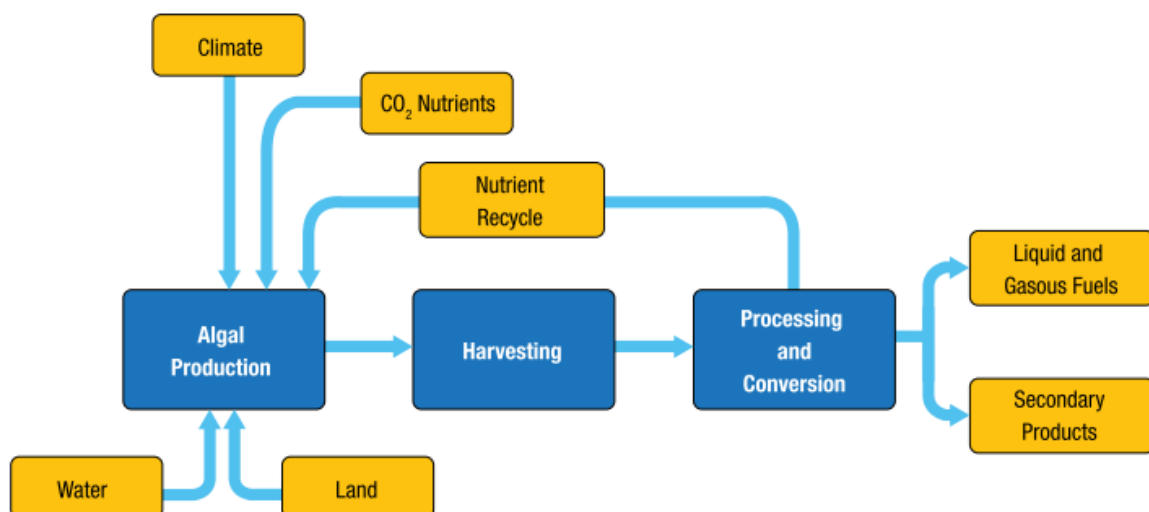 Climate
CO₂ Nutrients
Nutrient
Recycle
Algal
Production
Harvesting
Processing
and
Conversion
Liquid and
Gasous Fuels
Secondary
Products
Water
Land